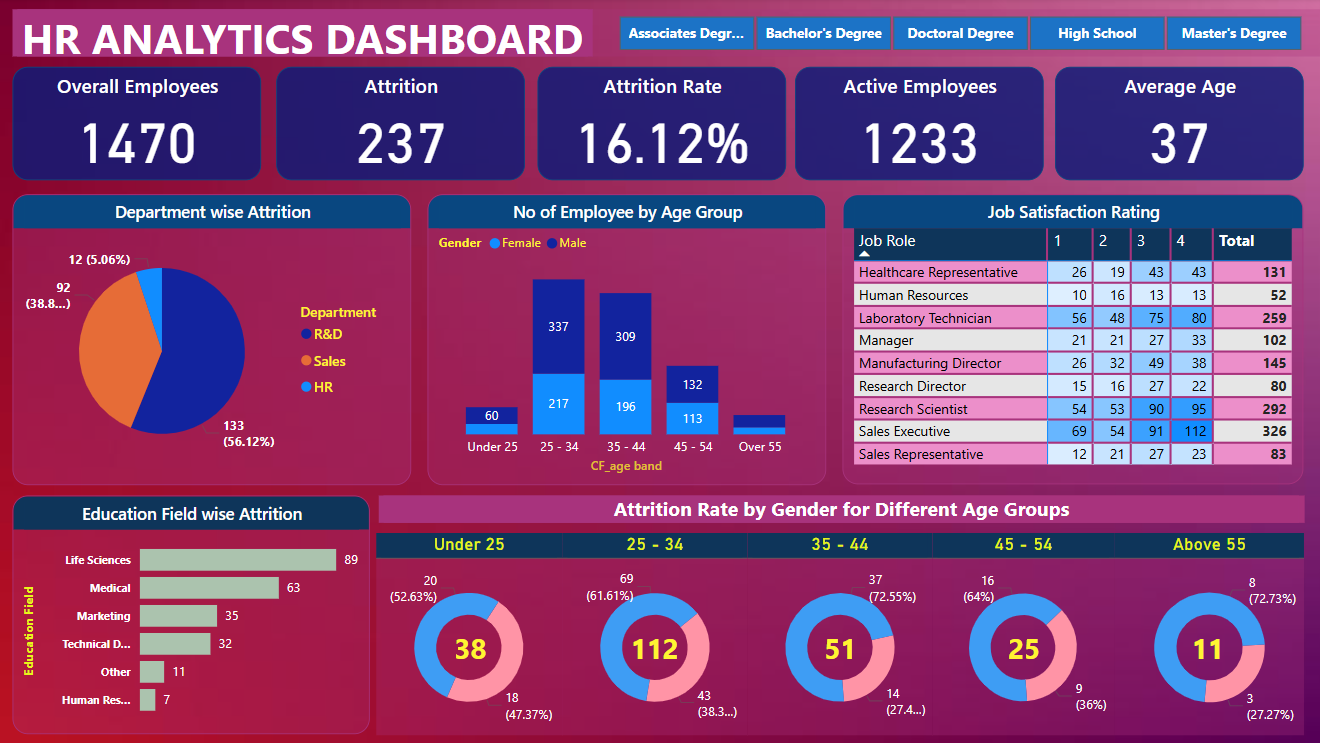 HR ANALYTICS DASHBOARD
Associates Degr...
Bachelor's Degree
Doctoral Degree
High School
Master's Degree
Overall Employees
1470
Attrition
237
Attrition Rate
16.12%
Active Employees
1233
Average Age
37
Department wise Attrition
12 (5.06%)
92
(38.8...)
133
(56.12%)
Department
R&D
Sales
HR
No of Employee by Age Group
Gender Female Male
337
309
132
60
217
196
113
Under 25 25 - 34 35 - 44 45 - 54 Over 55
CF_age band
Job Satisfaction Rating
Job Role 1 2 3 4 Total
Healthcare Representative 26 19 43 43 131
Human Resources 10 16 13 13 52
Laboratory Technician 56 48 75 80 259
Manager 21 21 27 33 102
Manufacturing Director 26 32 49 38 145
Research Director 15 16 27 22 80
Research Scientist 54 53 90 95 292
Sales Executive 69 54 91 112 326
Sales Representative 12 21 27 23 83
Education Field wise Attrition
Education Field
Life Sciences 89
Medical 63
Marketing 35
Technical D... 32
Other 11
Human Res... 7
Attrition Rate by Gender for Different Age Groups
Under 25
20
(52.63%)
38
18
(47.37%)
25 - 34
69
(61.61%)
112
43
(38.3...)
35 - 44
37
(72.55%)
51
14
(27.4...)
45 - 54
16
(64%)
25
9
(36%)
Above 55
8
(72.73%)
11
3
(27.27%)